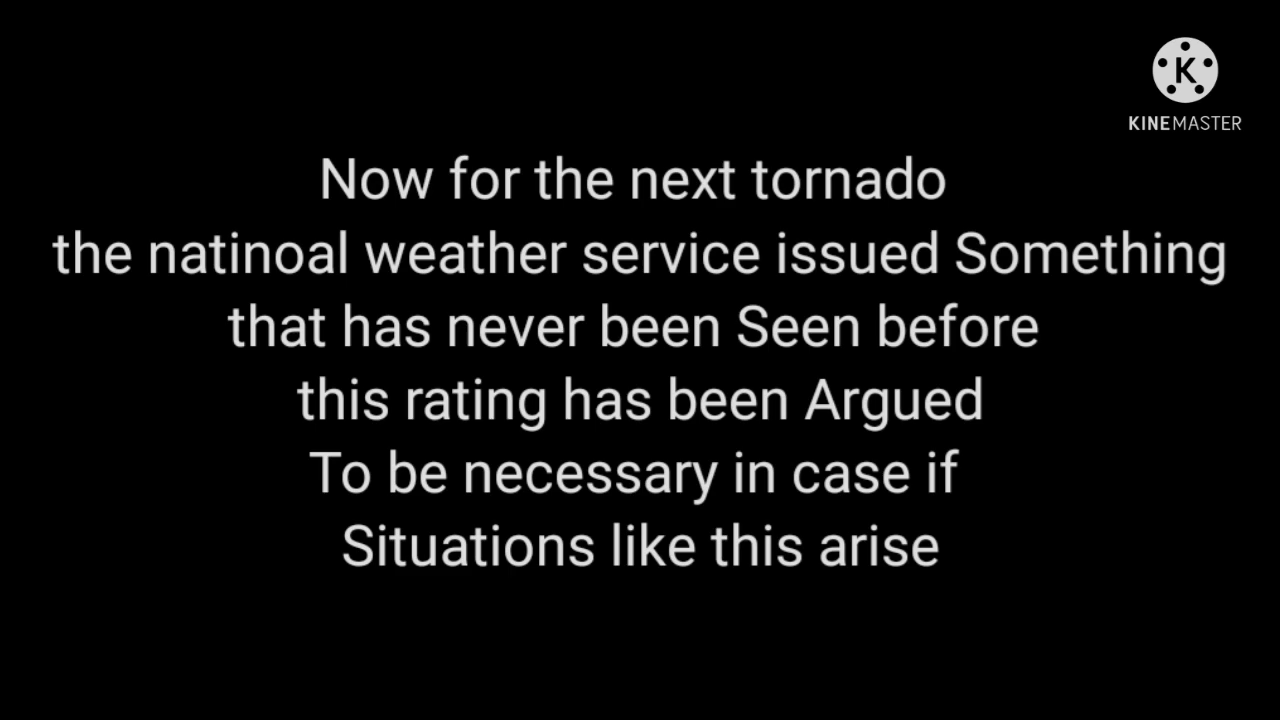 K
KINEMASTER
Now for the next tornado
the natinoal weather service issued Something
that has never been Seen before
this rating has been Argued
To be necessary in case if
Situations like this arise